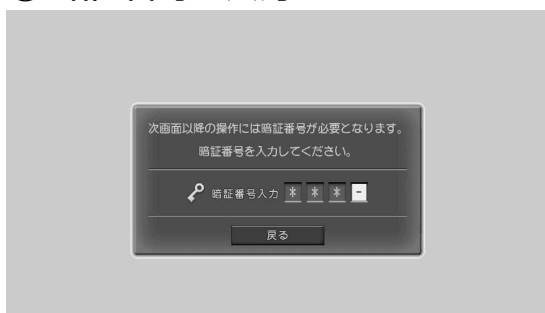 次画面以降の操作には暗証番号が必要となります。
暗証番号を入力してください。
暗証番号入力 * * * -
戻る